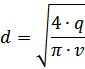 d = √(4 · q / π · v)